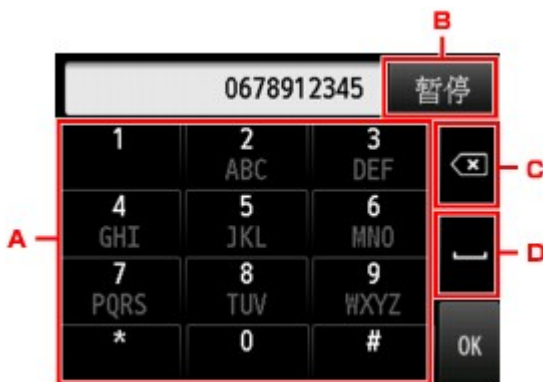 B
0678912345 暂停
1 2 3
ABC DEF
C
4 5 6
GHI JKL MNO
A
D
7 8 9
PQRS TUV WXYZ
* 0 # OK